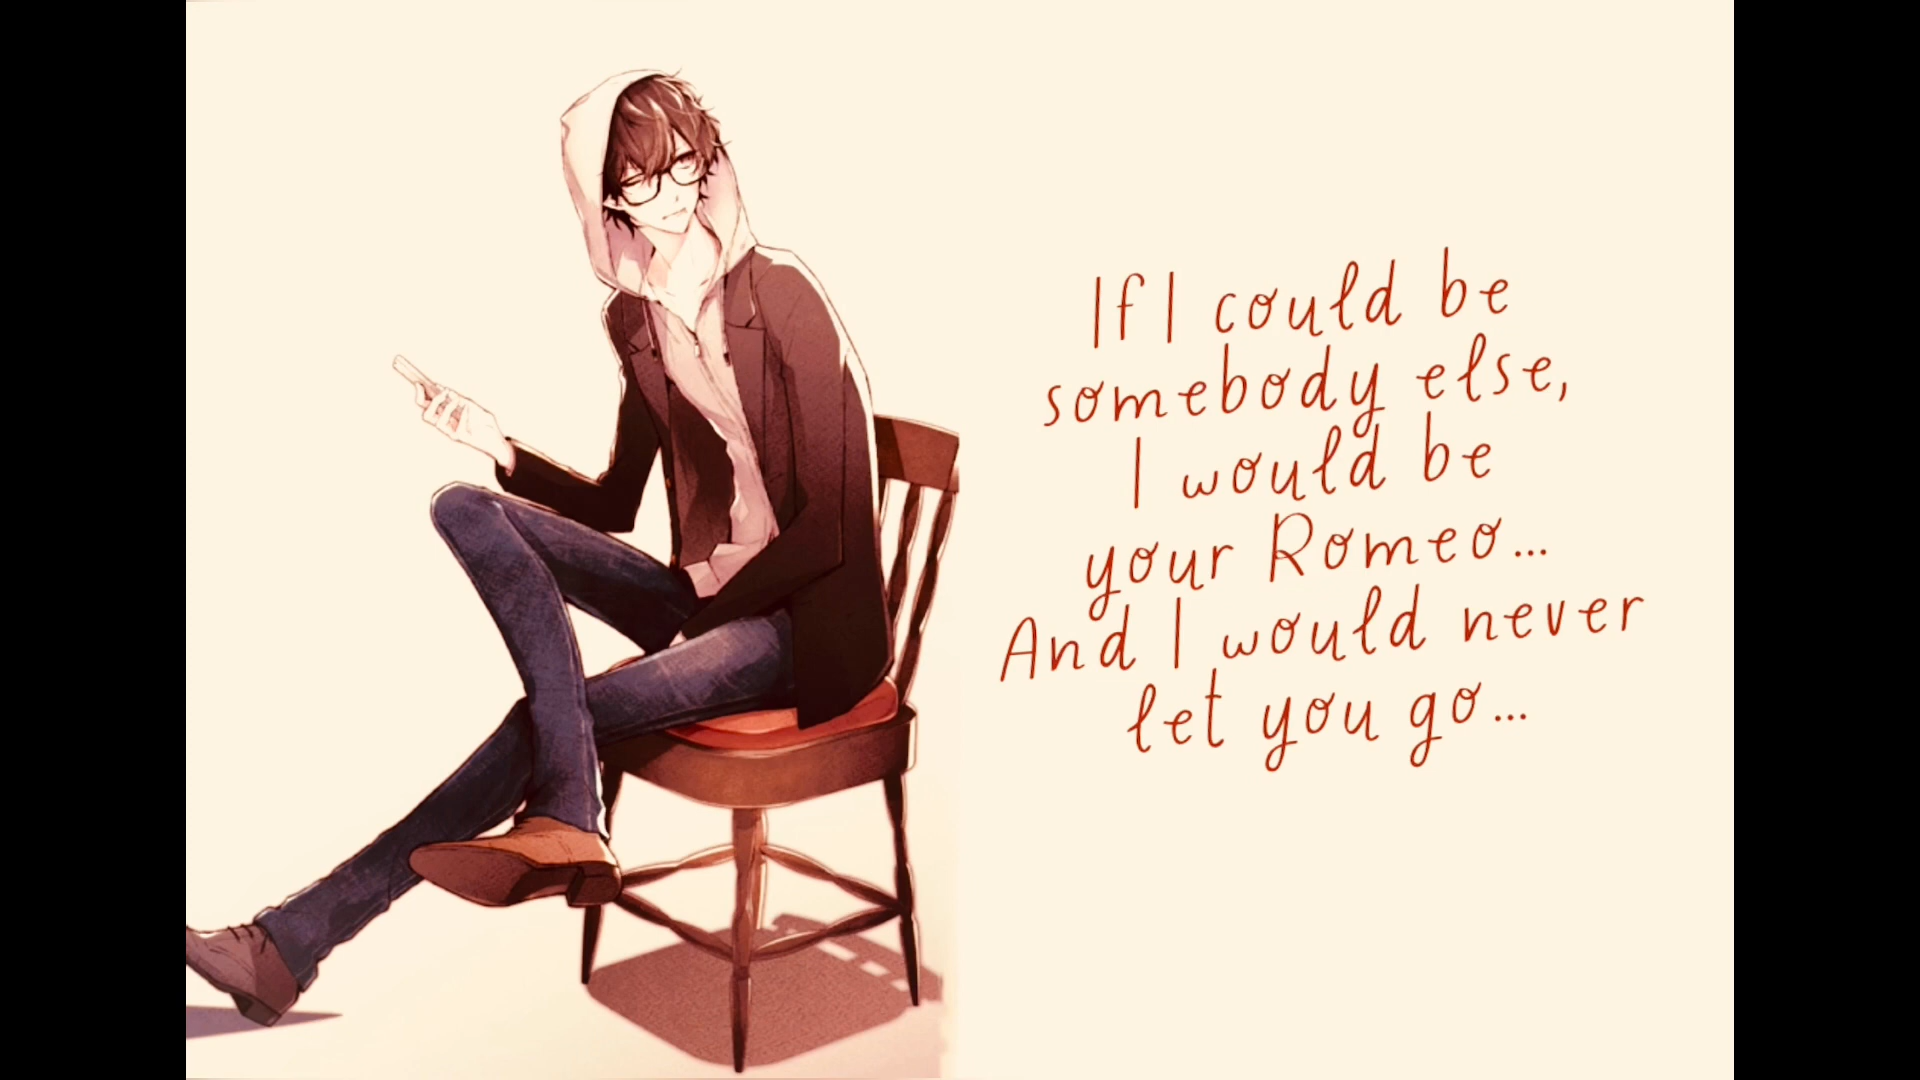 If I could be
somebody else,
I would be
your Romeo...
And I would never
let you go...